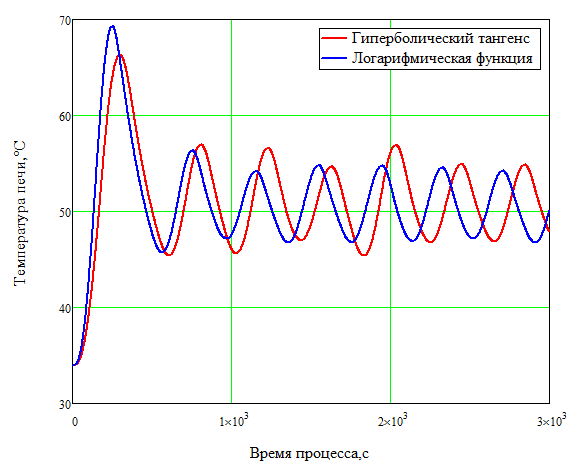 70
Гиперболический тангенс
Логарифмическая функция
60
Температура печи,°С
50
40
30
0
1×10³
2×10³
3×10³
Время процесса,с